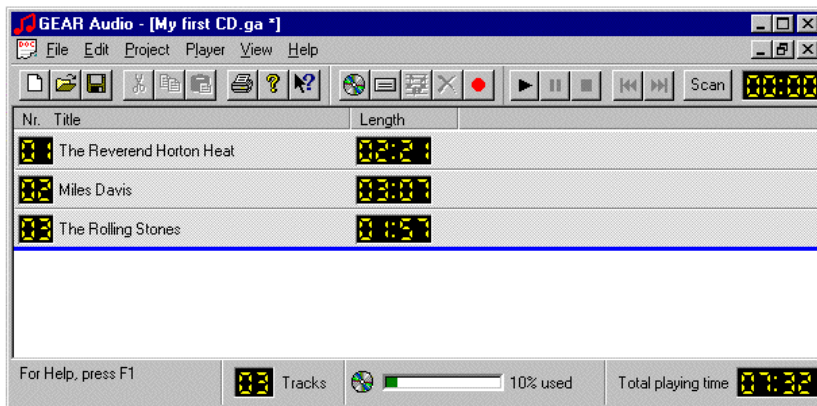 GEAR Audio - [My first CD.ga *]
File Edit Project Player View Help
Scan 00:00
Nr. Title Length
01 The Reverend Horton Heat 02:21
02 Miles Davis 03:07
03 The Rolling Stones 01:57
For Help, press F1 03 Tracks 10% used Total playing time 07:32